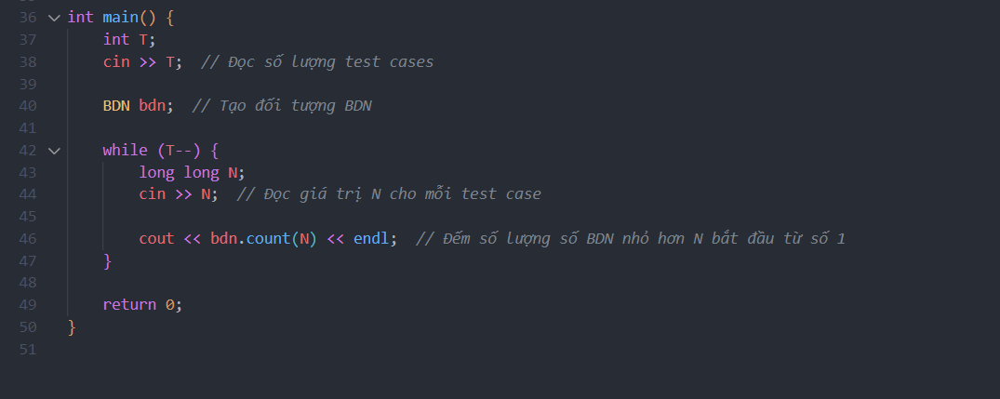 36 int main() {
37 int T;
38 cin >> T; // Đọc số lượng test cases
39
40 BDN bdn; // Tạo đối tượng BDN
41
42 while (T--) {
43 long long N;
44 cin >> N; // Đọc giá trị N cho mỗi test case
45
46 cout << bdn.count(N) << endl; // Đếm số lượng số BDN nhỏ hơn N bắt đầu từ số 1
47 }
48
49 return 0;
50 }
51